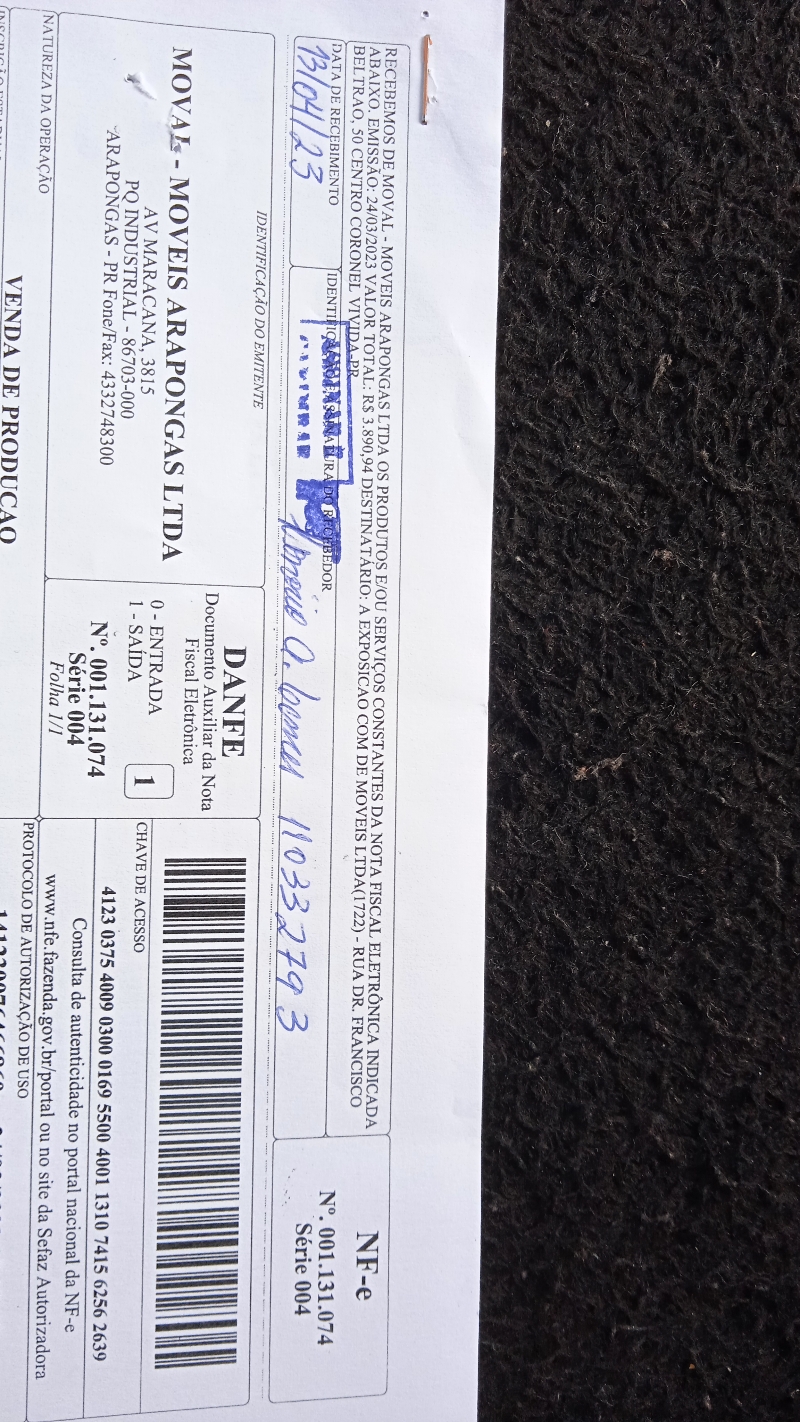 RECEBEMOS DE MOVAL - MOVEIS ARAPONGAS LTDA OS PRODUTOS E/OU SERVIÇOS CONSTANTES DA NOTA FISCAL ELETRÔNICA INDICADA
ABAIXO, EMISSÃO: 24/03/2023 VALOR TOTAL: R$ 3.890,94 DESTINATÁRIO: A EXPOSICAO COM DE MOVEIS LTDA(1722) - RUA DR. FRANCISCO
BELTRAO, 50 CENTRO CORONEL VIVIDA-PR
DATA DE RECEBIMENTO
13/04/23
DO RECEBEDOR
11033279 3
NF-e
Nº. 001.131.074
Série 004
IDENTIFICAÇÃO DO EMITENTE
MOVAL - MOVEIS ARAPONGAS LTDA
AV MARACANA, 3815
PQ INDUSTRIAL - 86703-000
ARAPONGAS - PR Fone/Fax: 4332748300
DANFE
Documento Auxiliar da Nota
Fiscal Eletrônica
0 - ENTRADA
1 - SAÍDA
1
Nº. 001.131.074
Série 004
Folha 1/1
CHAVE DE ACESSO
4123 0375 4009 0300 0169 5500 4001 1310 7415 6256 2639
Consulta de autenticidade no portal nacional da NF-e
www.nfe.fazenda.gov.br/portal ou no site da Sefaz Autorizadora
NATUREZA DA OPERAÇÃO
VENDA DE PRODUCAO
PROTOCOLO DE AUTORIZAÇÃO DE USO